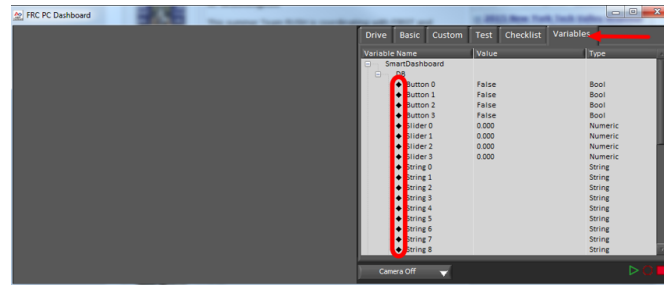 FRC PC Dashboard
Drive Basic Custom Test Checklist Variables
Variable Name Value Type
SmartDashboard
DB
Button 0 False Bool
Button 1 False Bool
Button 2 False Bool
Button 3 False Bool
Slider 0 0.000 Numeric
Slider 1 0.000 Numeric
Slider 2 0.000 Numeric
Slider 3 0.000 Numeric
String 0 String
String 1 String
String 2 String
String 3 String
String 4 String
String 5 String
String 6 String
String 7 String
String 8 String
Camera Off